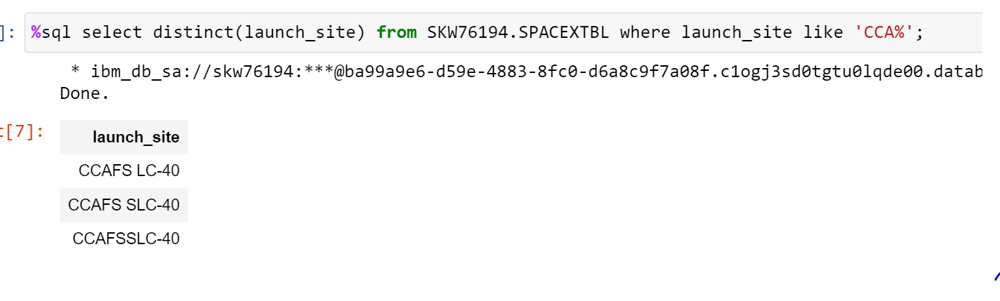 ]: %sql select distinct(launch_site) from SKW76194.SPACEXTBL where launch_site like 'CCA%';
* ibm_db_sa://skw76194:***@ba99a9e6-d59e-4883-8fc0-d6a8c9f7a08f.c1ogj3sd0tgtu0lqde00.datab
Done.
t[7]:
launch_site
CCAFS LC-40
CCAFS SLC-40
CCAFSSLC-40